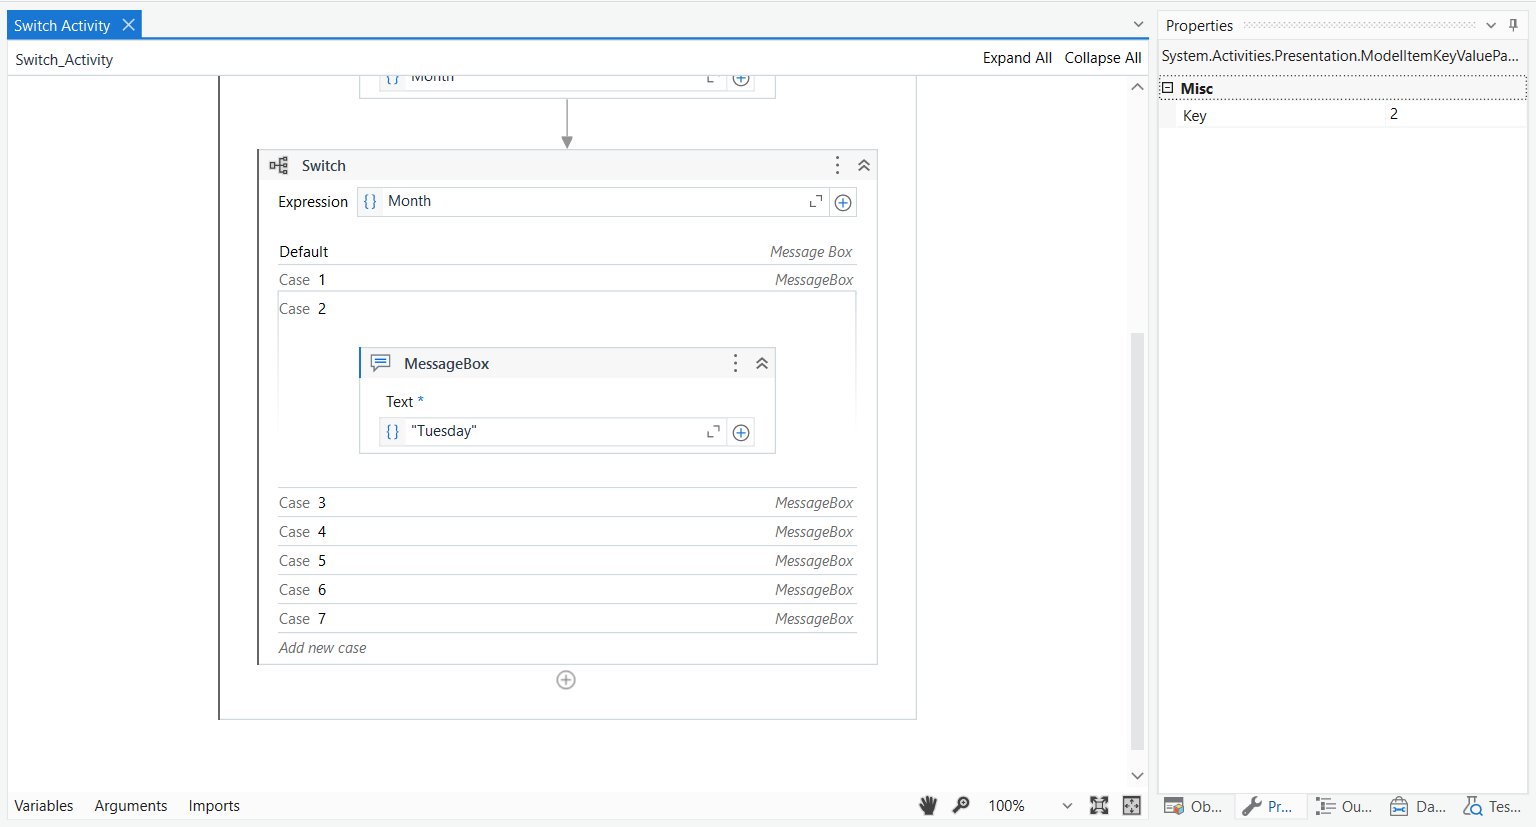 Switch Activity
Properties
Switch_Activity
Expand All Collapse All
System.Activities.Presentation.ModelItemKeyValuePa...
Month
Misc
Key 2
Switch
Expression {} Month
Default Message Box
Case 1 MessageBox
Case 2
MessageBox
Text *
{} "Tuesday"
Case 3 MessageBox
Case 4 MessageBox
Case 5 MessageBox
Case 6 MessageBox
Case 7 MessageBox
Add new case
Variables Arguments Imports 100% Ob... Pr... Ou... Da... Tes...